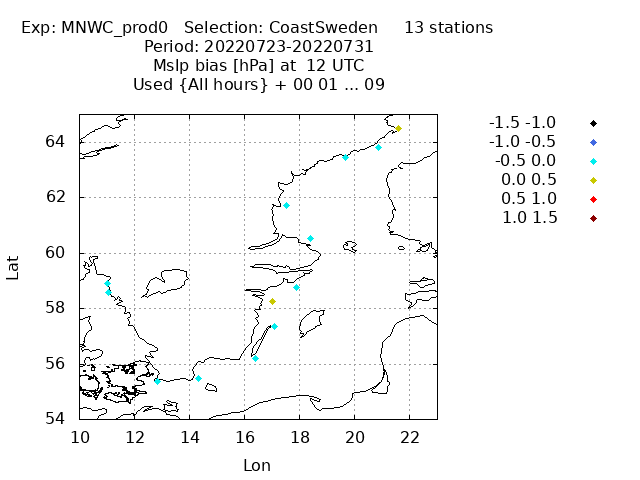 Exp: MNWC_prod0 Selection: CoastSweden 13 stations
Period: 20220723-20220731
Mslp bias [hPa] at 12 UTC
Used {All hours} + 00 01 ... 09
-1.5 -1.0
-1.0 -0.5
-0.5 0.0
0.0 0.5
0.5 1.0
1.0 1.5
64
62
60
58
56
54
Lat
10 12 14 16 18 20 22
Lon